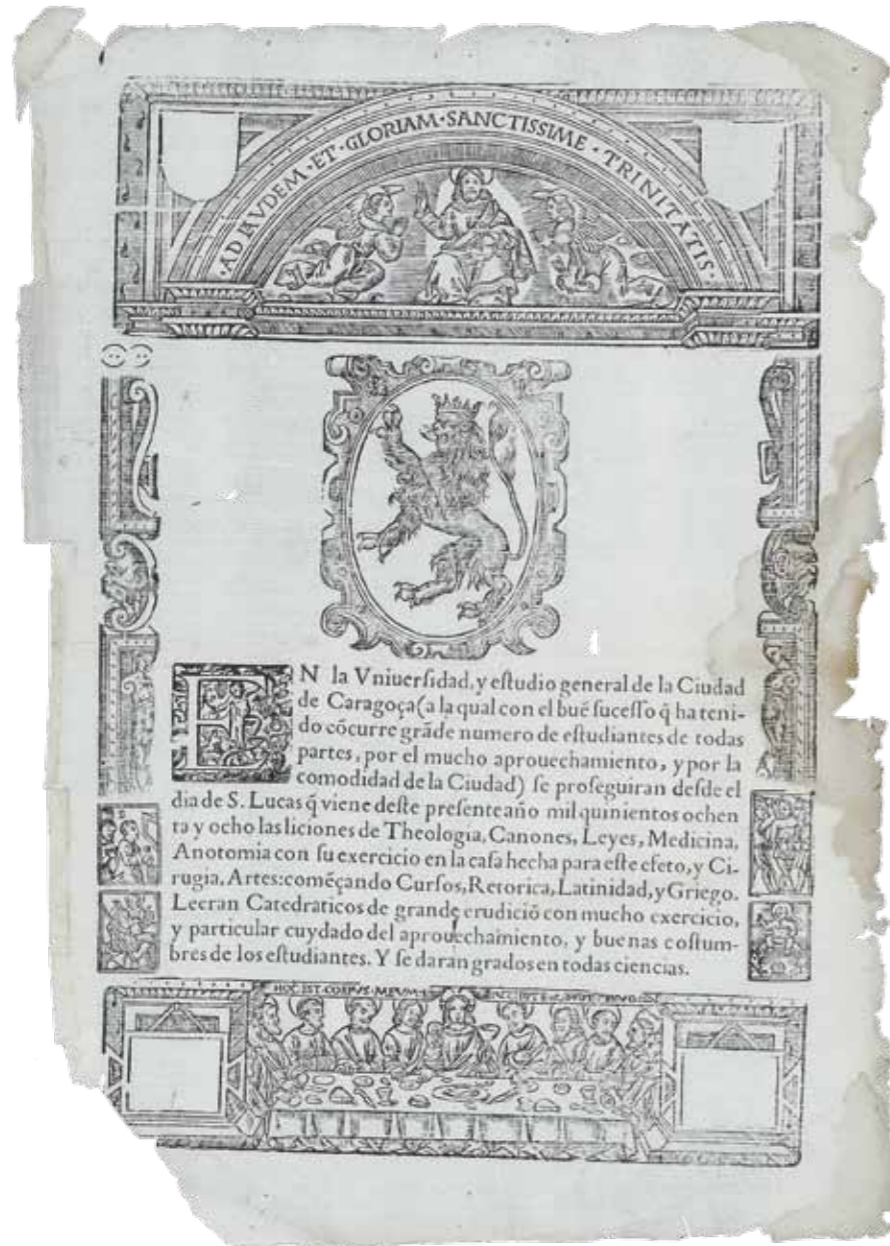 ·AD LAVDEM·ET·GLORIAM·SANCTISSIME·TRINITATIS·
EN la Vniuerſidad, y eſtudio general de la Ciudad
de Caragoça (a la qual con el bué ſuceſſo q̃ ha teni-
do cõcurre grãde numero de eſtudiantes de todas
partes, por el mucho aprouechamiento, y por la
comodidad de la Ciudad) ſe proſeguiran deſde el
dia de S. Lucas q̃ viene deſte preſente año mil quinientos ochen
ta y ocho las liciones de Theologia, Canones, Leyes, Medicina,
Anotomia con ſu exercicio en la caſa hecha para eſte efeto, y Ci-
rugia, Artes: coméçando Curſos, Retorica, Latinidad, y Griego.
Leeran Catedraticos de grande erudiciõ con mucho exercicio,
y particular cuydado del aprouechamiento, y buenas coſtum-
bres de los eſtudiantes. Y ſe daran grados en todas ciencias.
HOC EST CORPVS MEVM